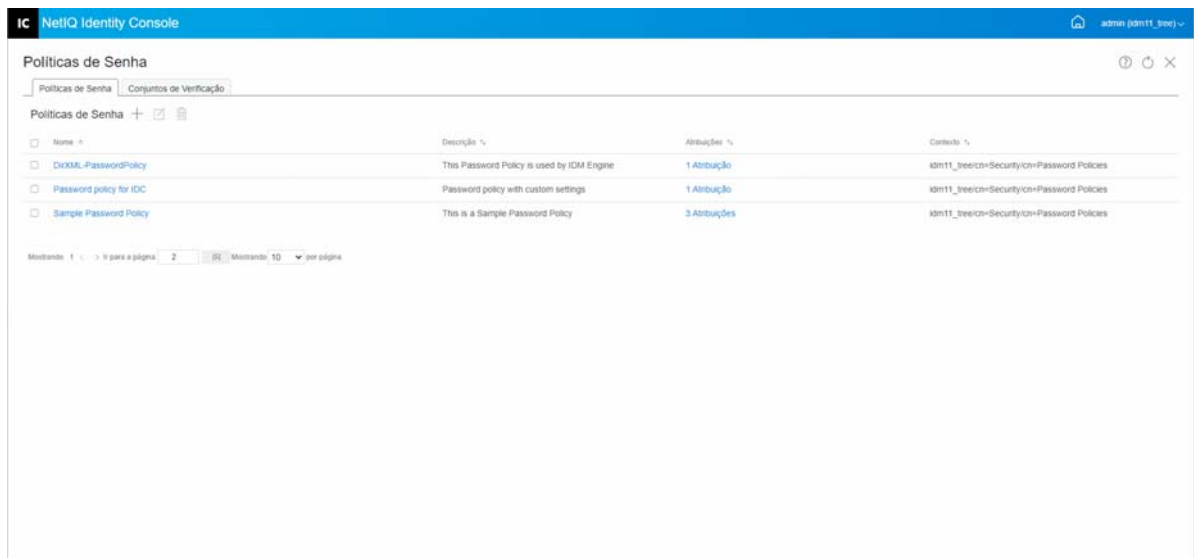 IC NetIQ Identity Console admin (idm11_tree)
Políticas de Senha
Políticas de Senha Conjuntos de Verificação
Políticas de Senha
Nome Descrição Atribuições Contexto
DirXML-PasswordPolicy This Password Policy is used by IDM Engine 1 Atribuição idm11_tree/cn=Security/cn=Password Policies
Password policy for IDC Password policy with custom settings 1 Atribuição idm11_tree/cn=Security/cn=Password Policies
Sample Password Policy This is a Sample Password Policy 3 Atribuições idm11_tree/cn=Security/cn=Password Policies
Mostrando 1 < > Ir para a página 2 Mostrando 10 por página